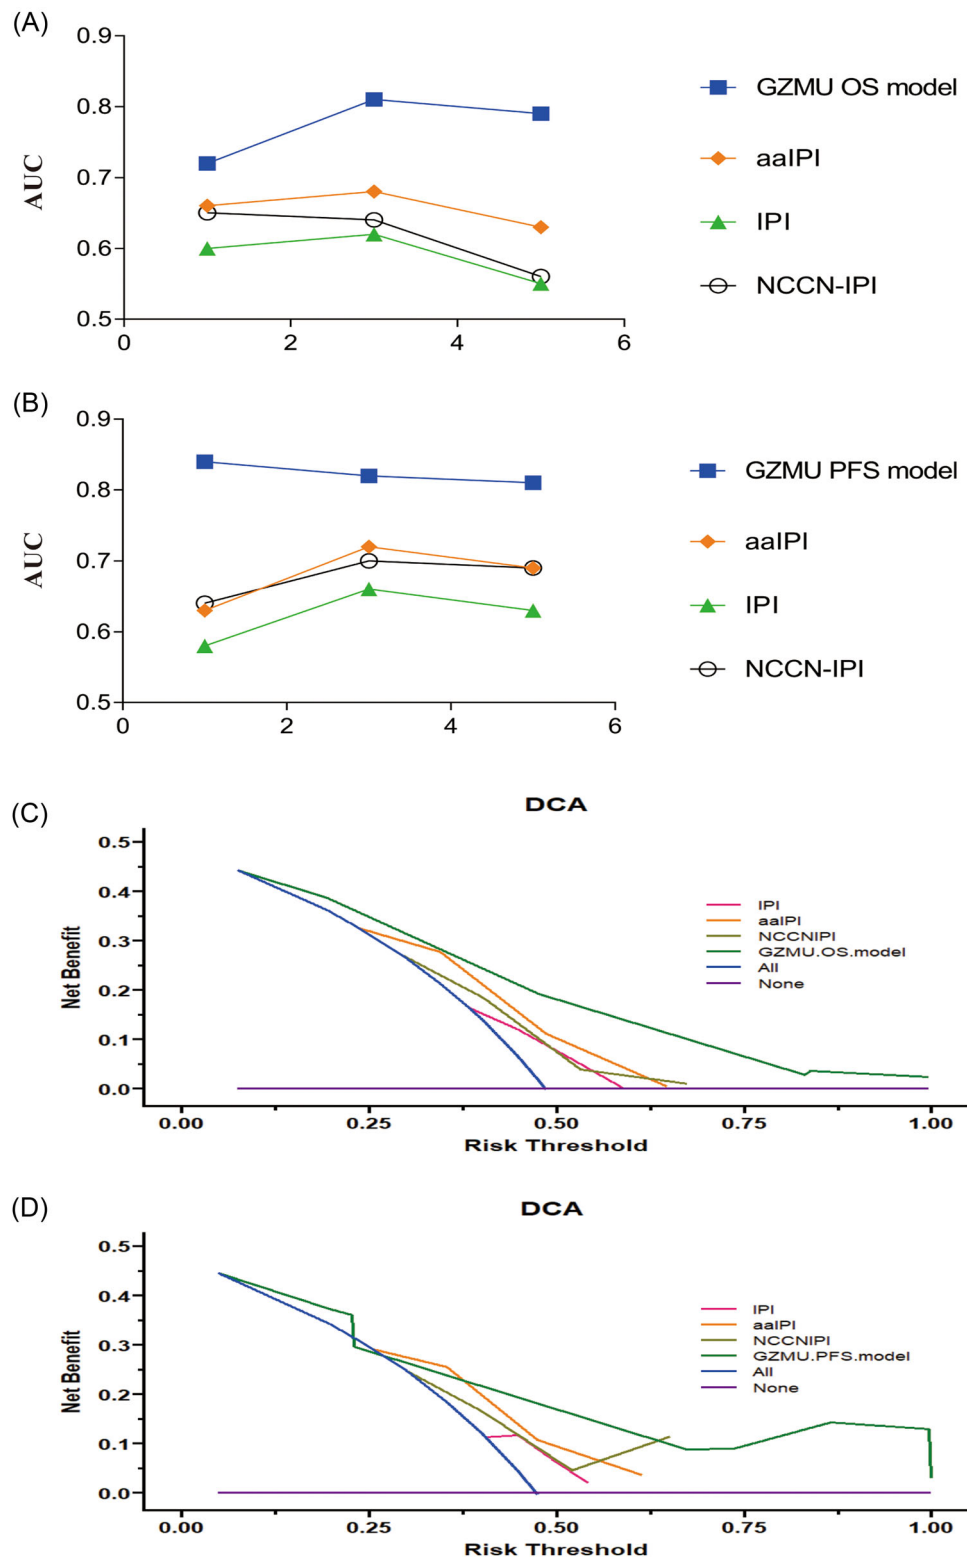 (A)
0.9
0.8
0.7
0.6
0.5
AUC
0 2 4 6
GZMU OS model
aaIPI
IPI
NCCN-IPI
(B)
0.9
0.8
0.7
0.6
0.5
AUC
0 2 4 6
GZMU PFS model
aaIPI
IPI
NCCN-IPI
(C)
DCA
0.5
0.4
0.3
0.2
0.1
0.0
Net Benefit
IPI
aaIPI
NCCNIPI
GZMU.OS.model
All
None
0.00 0.25 0.50 0.75 1.00
Risk Threshold
(D)
DCA
0.5
0.4
0.3
0.2
0.1
0.0
Net Benefit
IPI
aaIPI
NCCNIPI
GZMU.PFS.model
All
None
0.00 0.25 0.50 0.75 1.00
Risk Threshold